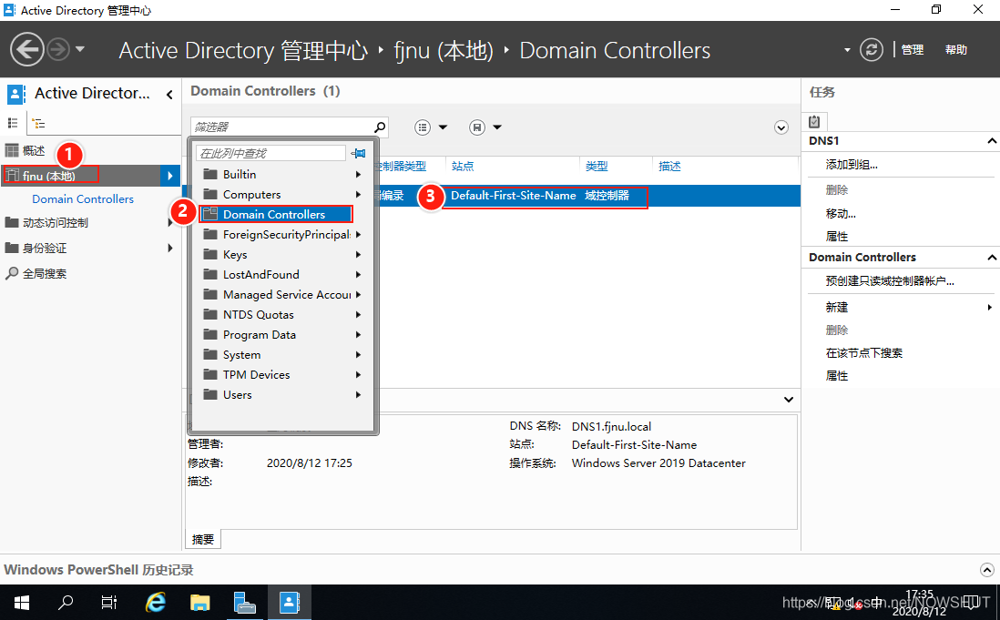 Active Directory 管理中心
Active Directory 管理中心 ‣ fjnu (本地) ‣ Domain Controllers
管理
帮助
Active Director...
概述
1
fjnu (本地)
Domain Controllers
动态访问控制
身份验证
全局搜索
Domain Controllers (1)
筛选器
在此列中查找
Builtin
Computers
2
Domain Controllers
ForeignSecurityPrincipal
Keys
LostAndFound
Managed Service Accou
NTDS Quotas
Program Data
System
TPM Devices
Users
控制器类型 站点 类型 描述
编录 3 Default-First-Site-Name 域控制器
管理者:
修改者: 2020/8/12 17:25
描述:
DNS 名称: DNS1.fjnu.local
站点: Default-First-Site-Name
操作系统: Windows Server 2019 Datacenter
摘要
任务
DNS1
添加到组...
删除
移动...
属性
Domain Controllers
预创建只读域控制器帐户...
新建
删除
在该节点下搜索
属性
Windows PowerShell 历史记录
中
17:35
2020/8/12
https://blog.csdn.net/NOWSHUT